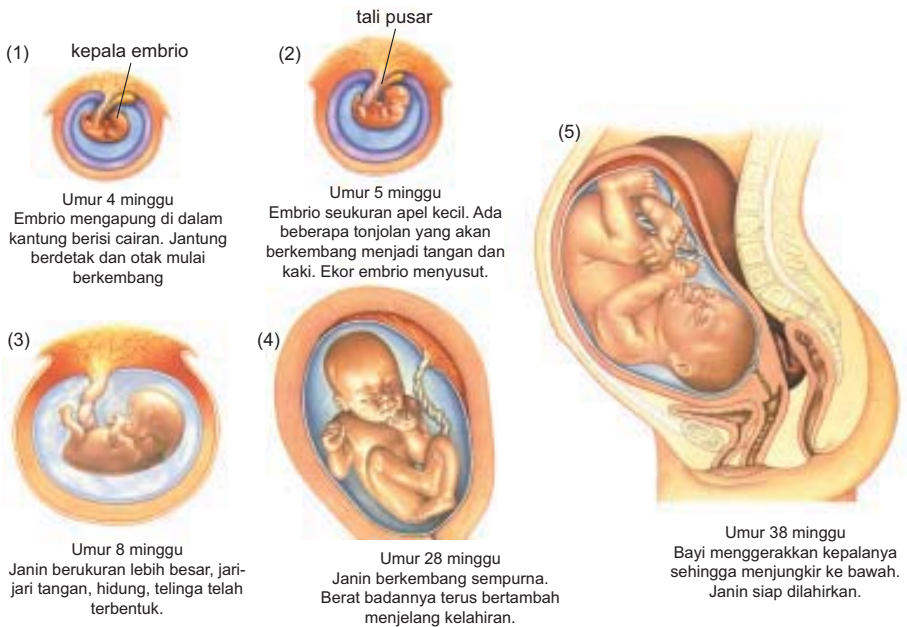 (1)
kepala embrio
Umur 4 minggu
Embrio mengapung di dalam
kantung berisi cairan. Jantung
berdetak dan otak mulai
berkembang
(2)
tali pusar
Umur 5 minggu
Embrio seukuran apel kecil. Ada
beberapa tonjolan yang akan
berkembang menjadi tangan dan
kaki. Ekor embrio menyusut.
(3)
Umur 8 minggu
Janin berukuran lebih besar, jari-
jari tangan, hidung, telinga telah
terbentuk.
(4)
Umur 28 minggu
Janin berkembang sempurna.
Berat badannya terus bertambah
menjelang kelahiran.
(5)
Umur 38 minggu
Bayi menggerakkan kepalanya
sehingga menjungkir ke bawah.
Janin siap dilahirkan.